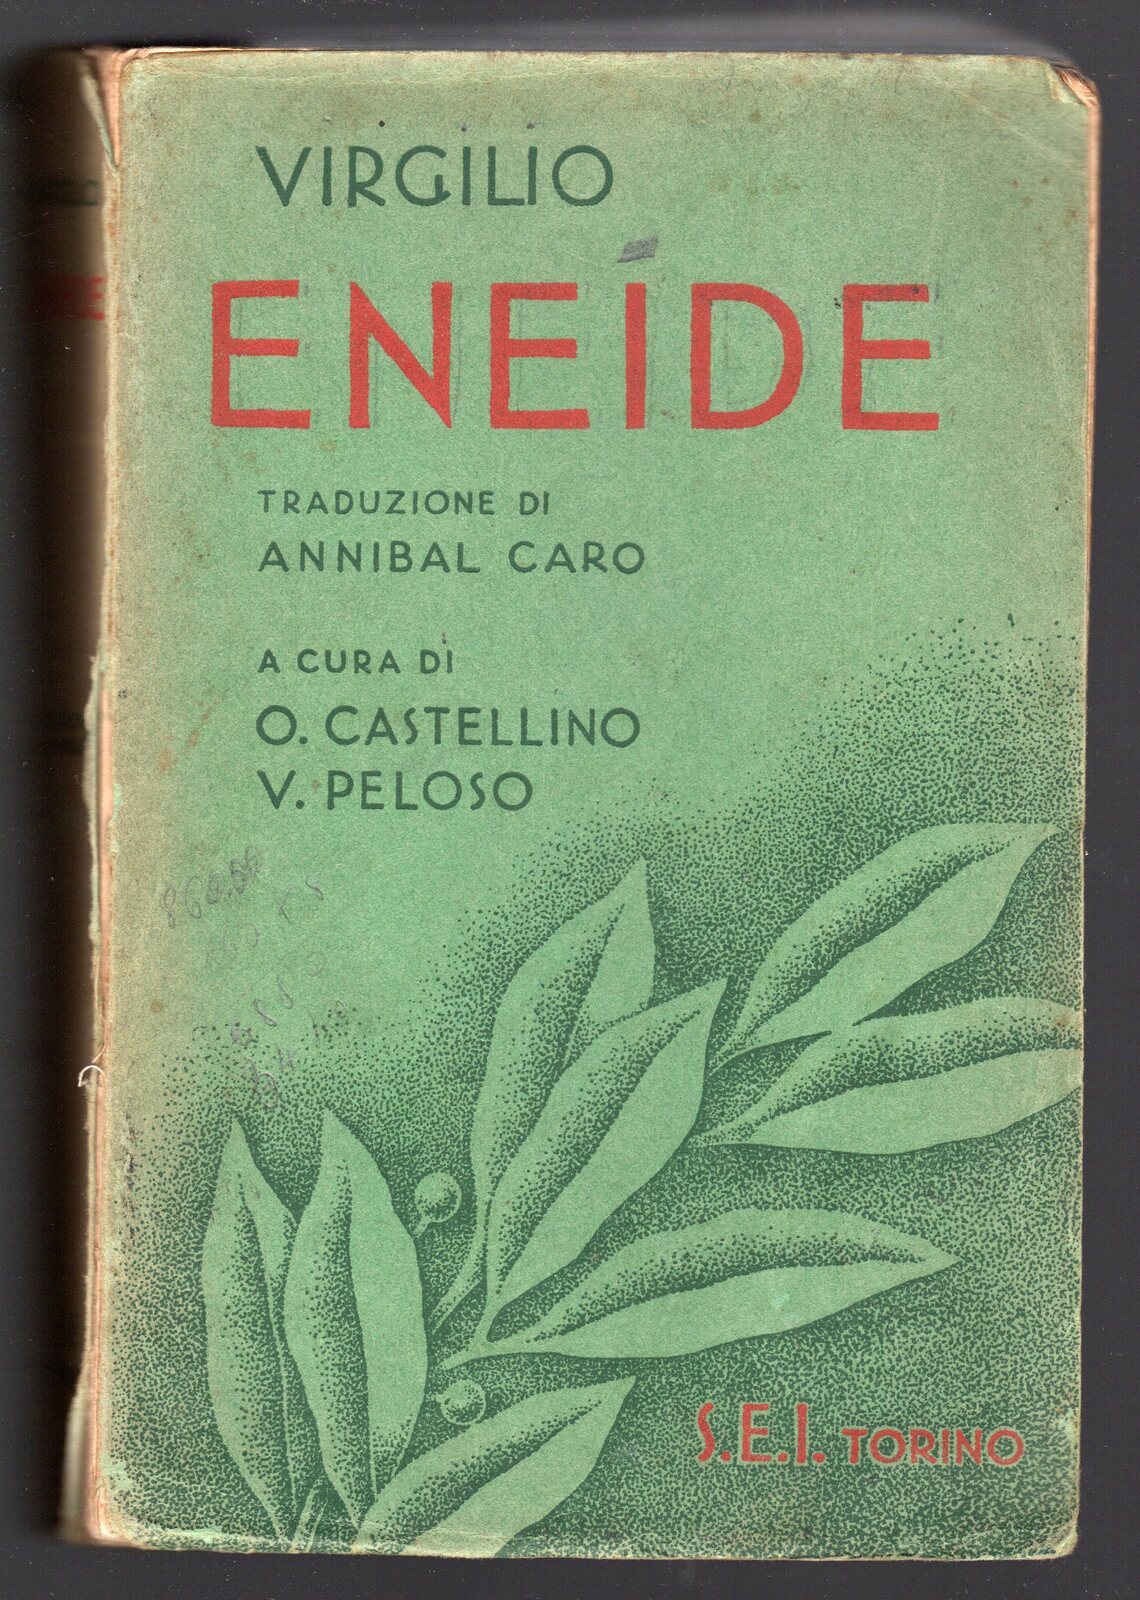 VIRGILIO
ENEIDE
TRADUZIONE DI
ANNIBAL CARO
A CURA DI
O. CASTELLINO
V. PELOSO
S.E.I. TORINO